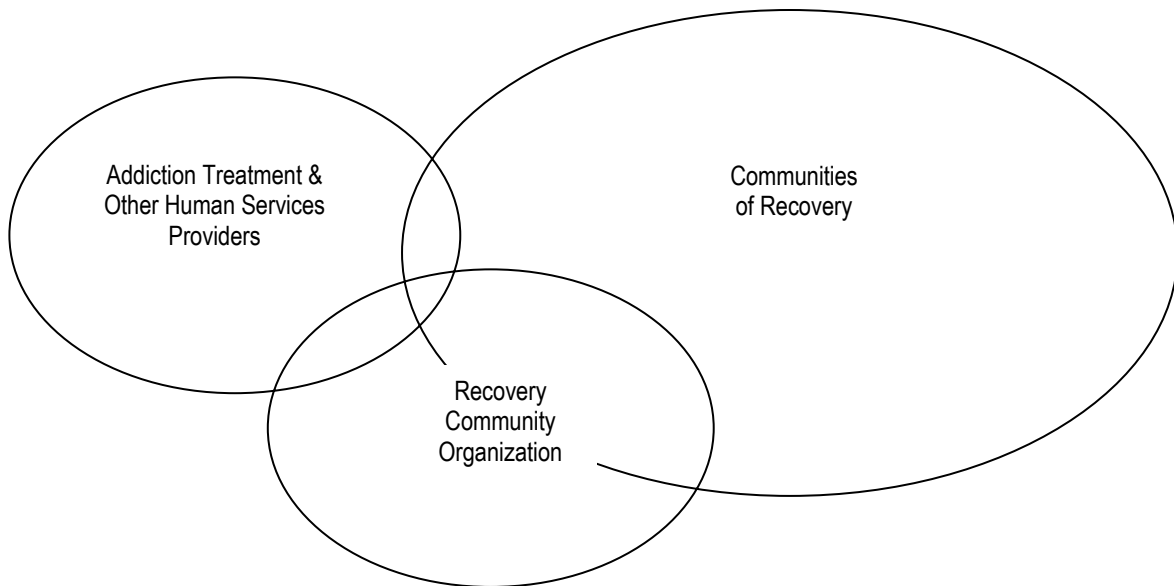 Addiction Treatment &
Other Human Services
Providers
Communities
of Recovery
Recovery
Community
Organization